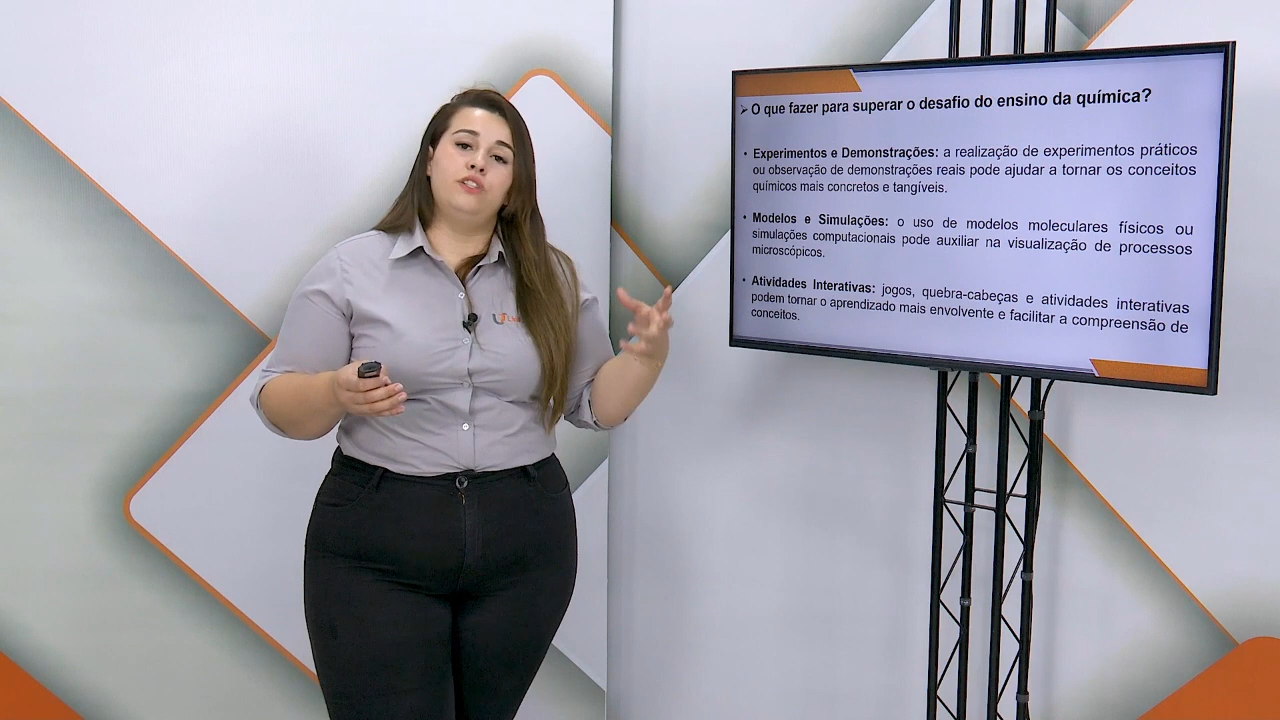 ➢ O que fazer para superar o desafio do ensino da química?
• Experimentos e Demonstrações: a realização de experimentos práticos
ou observação de demonstrações reais pode ajudar a tornar os conceitos
químicos mais concretos e tangíveis.
• Modelos e Simulações: o uso de modelos moleculares físicos ou
simulações computacionais pode auxiliar na visualização de processos
microscópicos.
• Atividades Interativas: jogos, quebra-cabeças e atividades interativas
podem tornar o aprendizado mais envolvente e facilitar a compreensão de
conceitos.